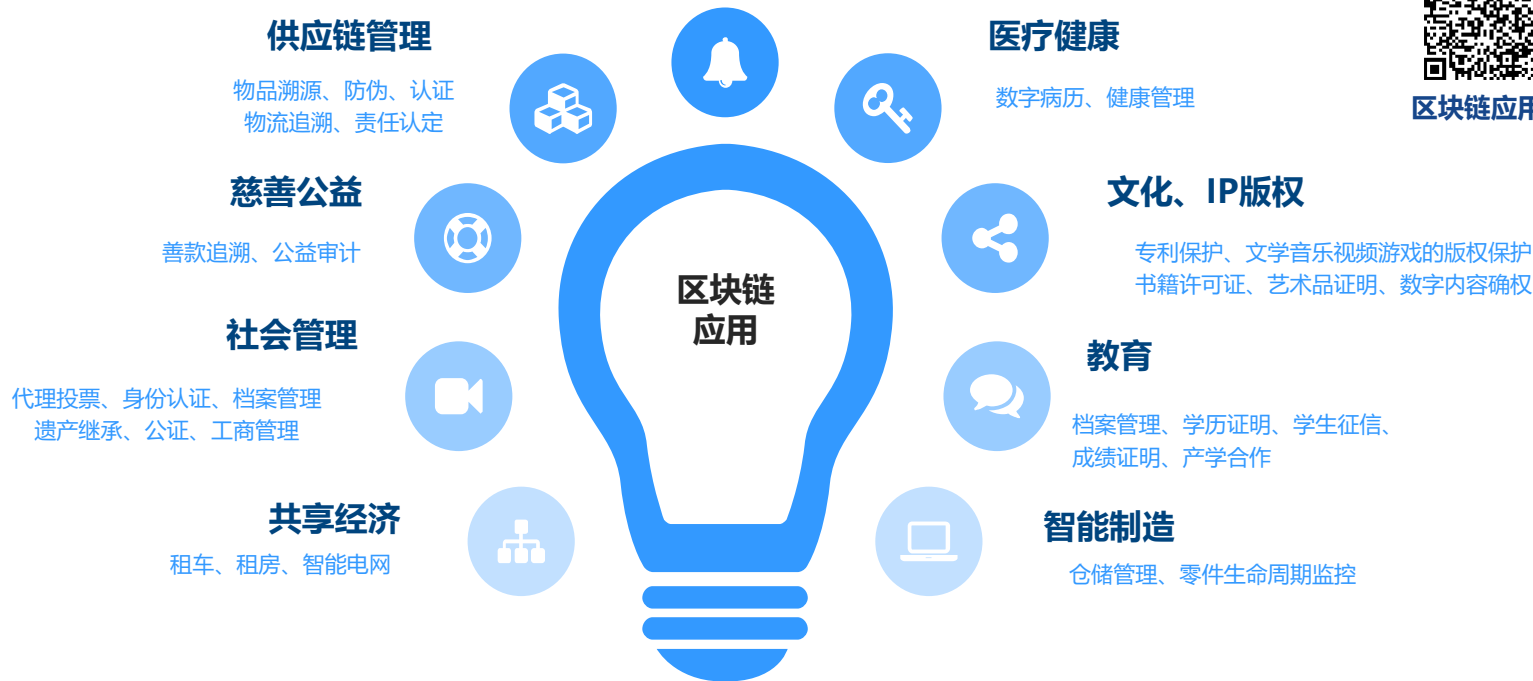 供应链管理
物品溯源、防伪、认证
物流追溯、责任认定
慈善公益
善款追溯、公益审计
社会管理
代理投票、身份认证、档案管理
遗产继承、公证、工商管理
共享经济
租车、租房、智能电网
区块链
应用
医疗健康
数字病历、健康管理
文化、IP版权
专利保护、文学音乐视频游戏的版权保护
书籍许可证、艺术品证明、数字内容确权
教育
档案管理、学历证明、学生征信、
成绩证明、产学合作
智能制造
仓储管理、零件生命周期监控
区块链应用